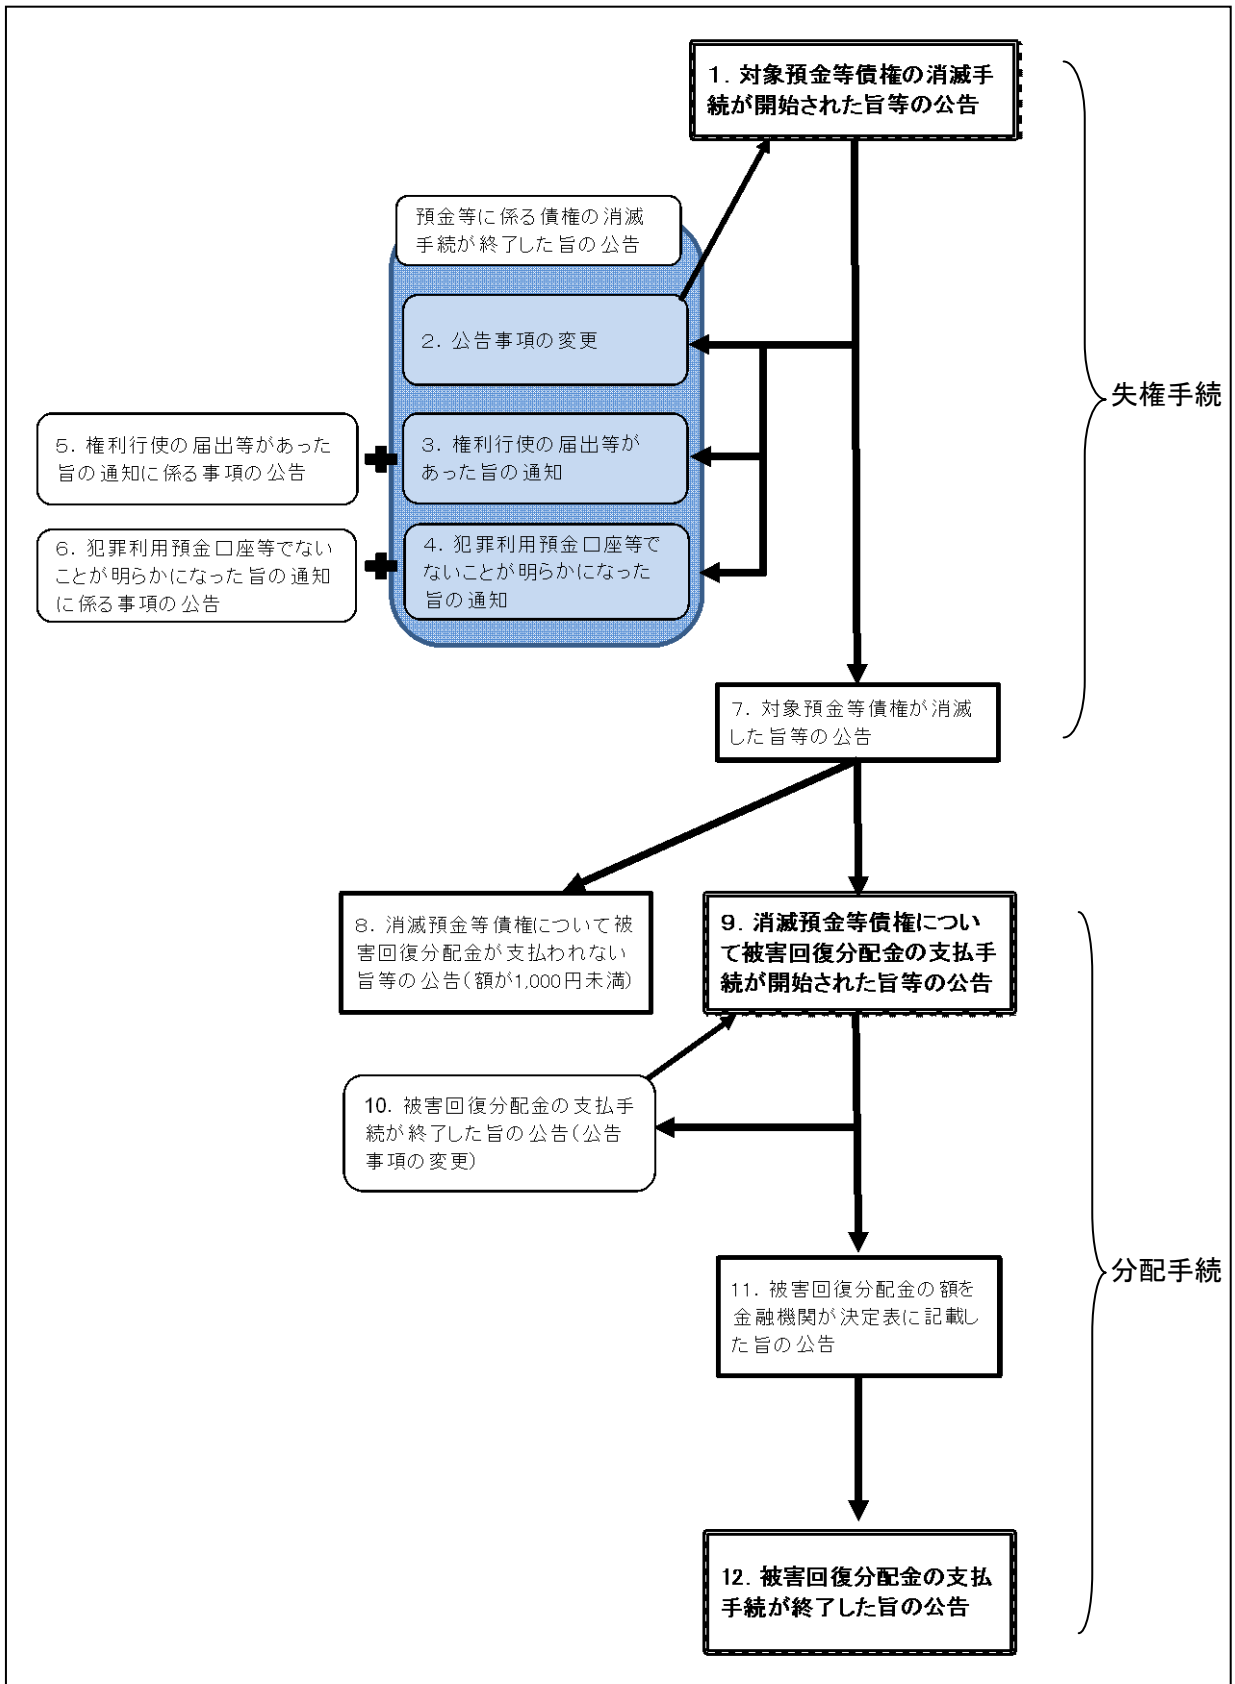 1. 対象預金等債権の消滅手
続が開始された旨等の公告
預金等に係る債権の消滅
手続が終了した旨の公告
2. 公告事項の変更
失権手続
5. 権利行使の届出等があった
旨の通知に係る事項の公告
3. 権利行使の届出等が
あった旨の通知
6. 犯罪利用預金口座等でない
ことが明らかになった旨の通知
に係る事項の公告
4. 犯罪利用預金口座等で
ないことが明らかになった
旨の通知
7. 対象預金等債権が消滅
した旨等の公告
8. 消滅預金等債権について被
害回復分配金が支払われない
旨等の公告(額が1,000円未満)
9. 消滅預金等債権につい
て被害回復分配金の支払手
続が開始された旨等の公告
10. 被害回復分配金の支払手
続が終了した旨の公告(公告
事項の変更)
分配手続
11. 被害回復分配金の額を
金融機関が決定表に記載し
た旨の公告
12. 被害回復分配金の支払
手続が終了した旨の公告